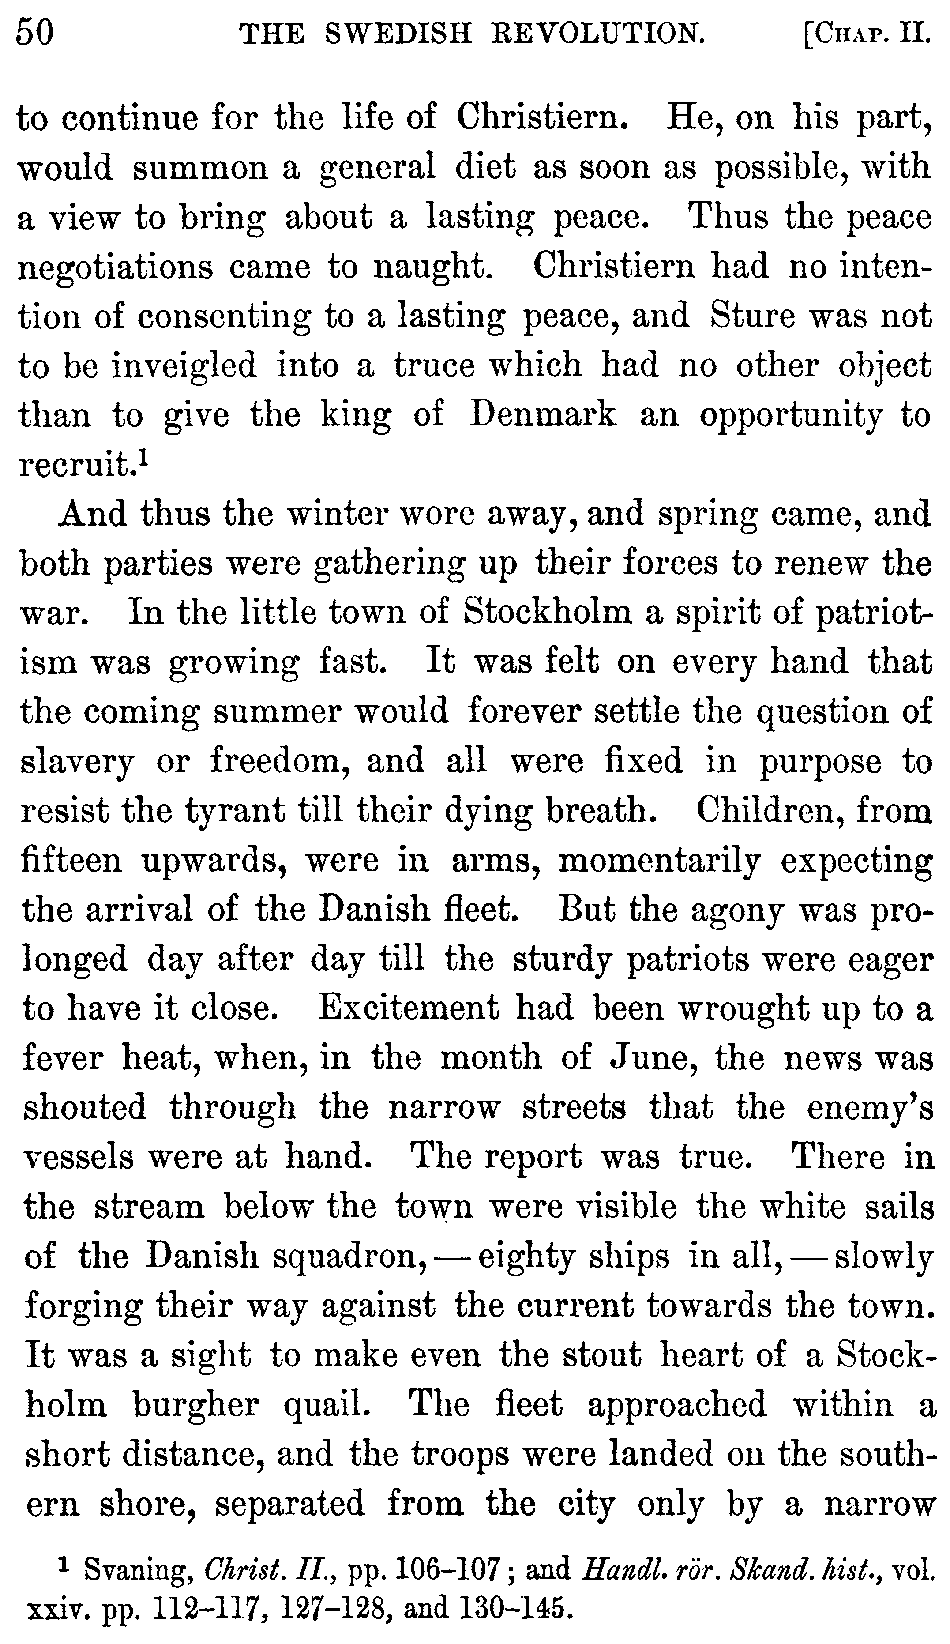 50 THE SWEDISH REVOLUTION. [CHAP. II.
to continue for the life of Christiern. He, on his part,
would summon a general diet as soon as possible, with
a view to bring about a lasting peace. Thus the peace
negotiations came to naught. Christiern had no inten-
tion of consenting to a lasting peace, and Sture was not
to be inveigled into a truce which had no other object
than to give the king of Denmark an opportunity to
recruit.¹
And thus the winter wore away, and spring came, and
both parties were gathering up their forces to renew the
war. In the little town of Stockholm a spirit of patriot-
ism was growing fast. It was felt on every hand that
the coming summer would forever settle the question of
slavery or freedom, and all were fixed in purpose to
resist the tyrant till their dying breath. Children, from
fifteen upwards, were in arms, momentarily expecting
the arrival of the Danish fleet. But the agony was pro-
longed day after day till the sturdy patriots were eager
to have it close. Excitement had been wrought up to a
fever heat, when, in the month of June, the news was
shouted through the narrow streets that the enemy's
vessels were at hand. The report was true. There in
the stream below the town were visible the white sails
of the Danish squadron,—eighty ships in all,—slowly
forging their way against the current towards the town.
It was a sight to make even the stout heart of a Stock-
holm burgher quail. The fleet approached within a
short distance, and the troops were landed on the south-
ern shore, separated from the city only by a narrow
¹ Svaning, Christ. II., pp. 106–107; and Handl. rör. Skand. hist., vol.
xxiv. pp. 112–117, 127–128, and 130–145.